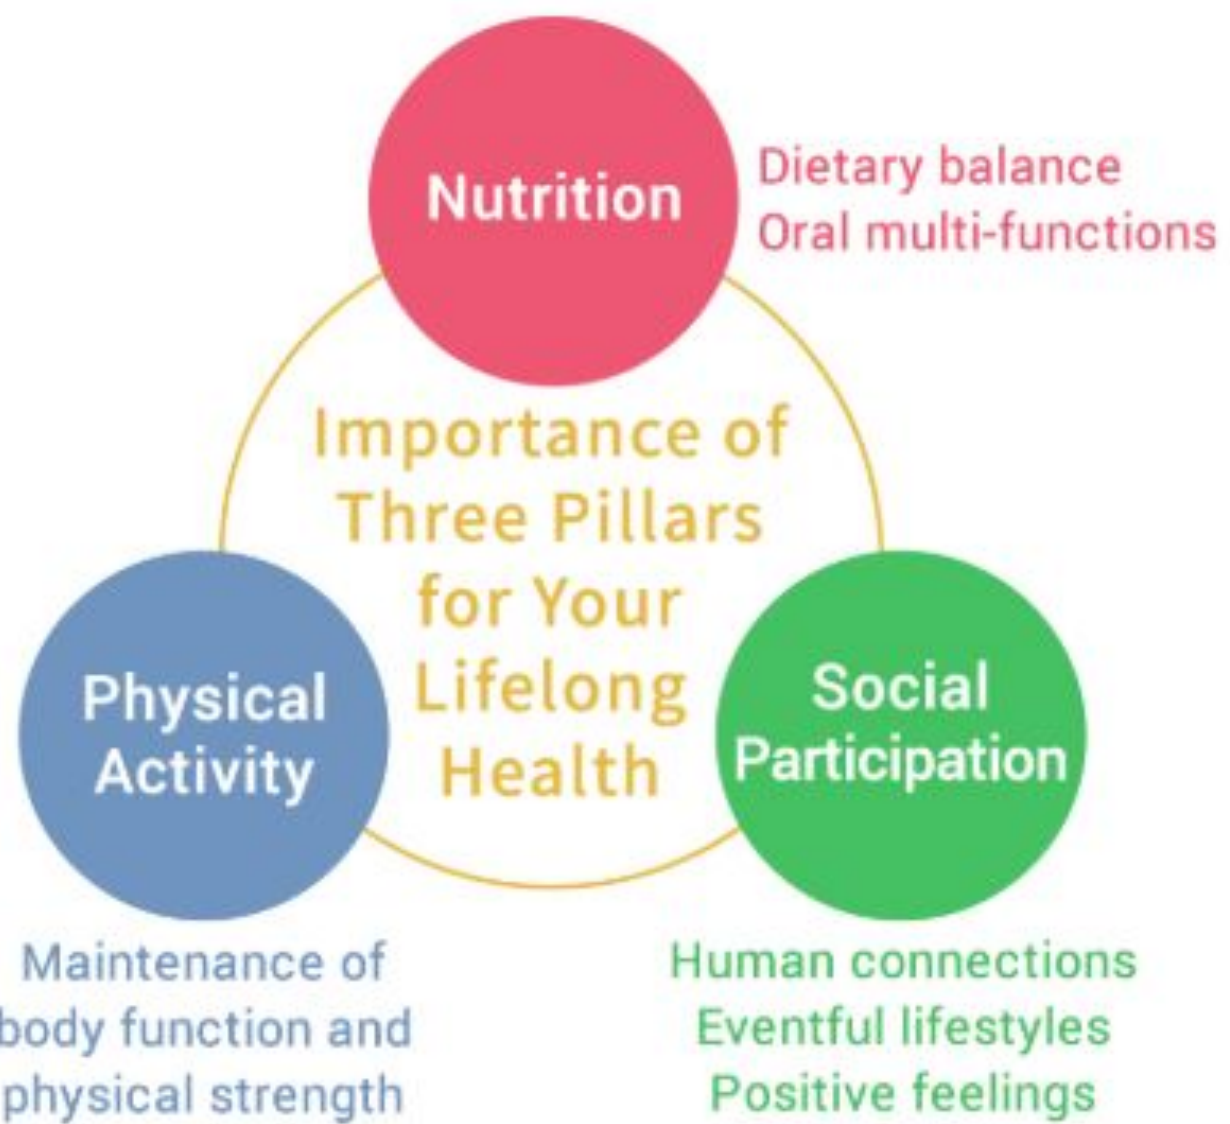 Nutrition
Dietary balance
Oral multi-functions
Importance of
Three Pillars
for Your
Lifelong
Health
Physical
Activity
Social
Participation
Maintenance of
body function and
physical strength
Human connections
Eventful lifestyles
Positive feelings